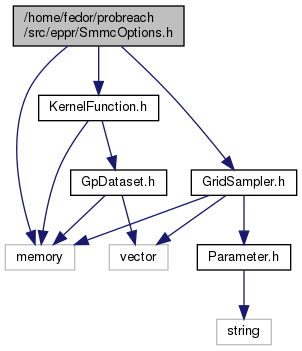 /home/fedor/probreach
/src/eppr/SmmcOptions.h
KernelFunction.h
GpDataset.h
GridSampler.h
memory
vector
Parameter.h
string